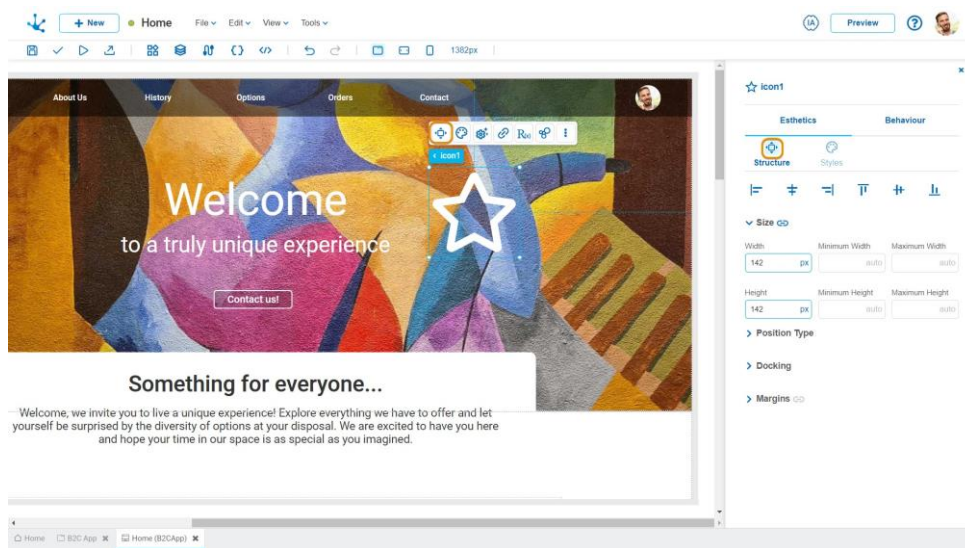 + New
Home
File
Edit
View
Tools
IA
Preview
?
1382px
About Us
History
Options
Orders
Contact
icon1
Welcome
to a truly unique experience
Contact us!
Something for everyone...
Welcome, we invite you to live a unique experience! Explore everything we have to offer and let
yourself be surprised by the diversity of options at your disposal. We are excited to have you here
and hope your time in our space is as special as you imagined.
icon1
Esthetics
Behaviour
Structure
Styles
Size
Width
Minimum Width
Maximum Width
142 px
auto
auto
Height
Minimum Height
Maximum Height
142 px
auto
auto
Position Type
Docking
Margins
Home
B2C App
Home (B2CApp)